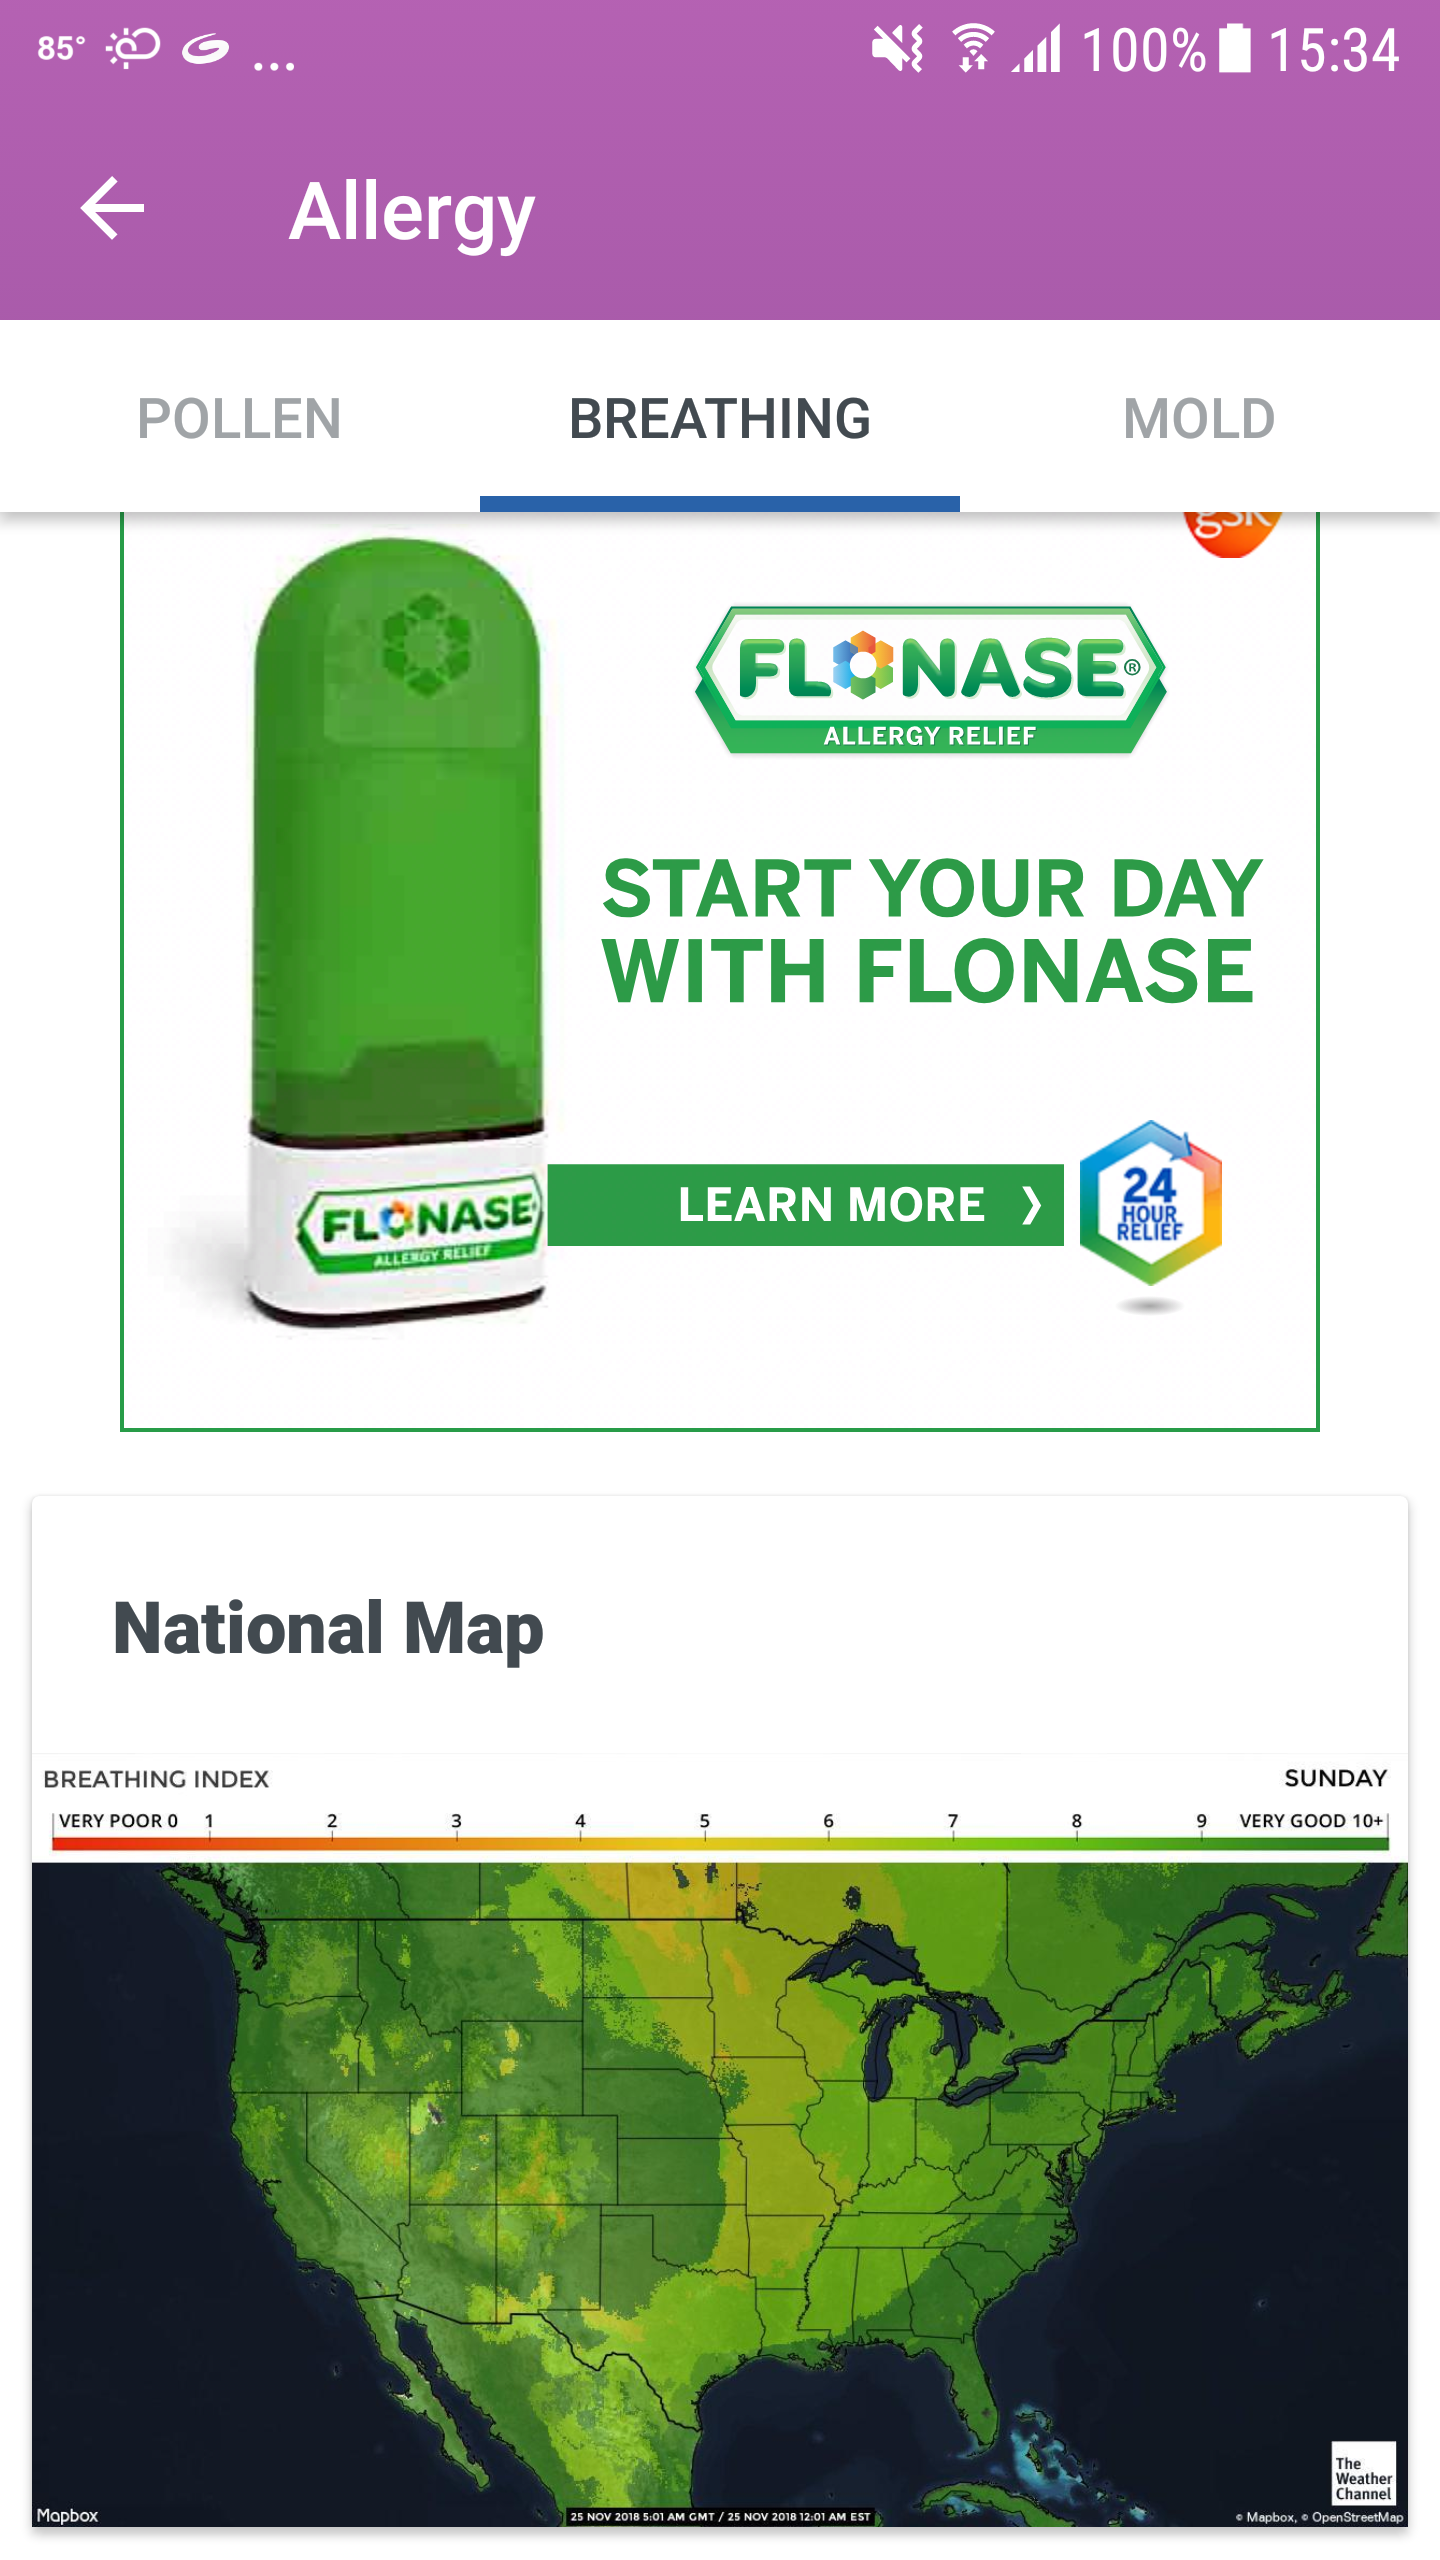 85°
100% 15:34
Allergy
POLLEN BREATHING MOLD
gsk
FLONASE®
ALLERGY RELIEF
START YOUR DAY
WITH FLONASE
LEARN MORE ❯
24
HOUR
RELIEF
FLONASE
ALLERGY RELIEF
National Map
BREATHING INDEX SUNDAY
VERY POOR 0 1 2 3 4 5 6 7 8 9 VERY GOOD 10+
The
Weather
Channel
Mapbox
25 NOV 2018 5:01 AM GMT / 25 NOV 2018 12:01 AM EST
© Mapbox, © OpenStreetMap